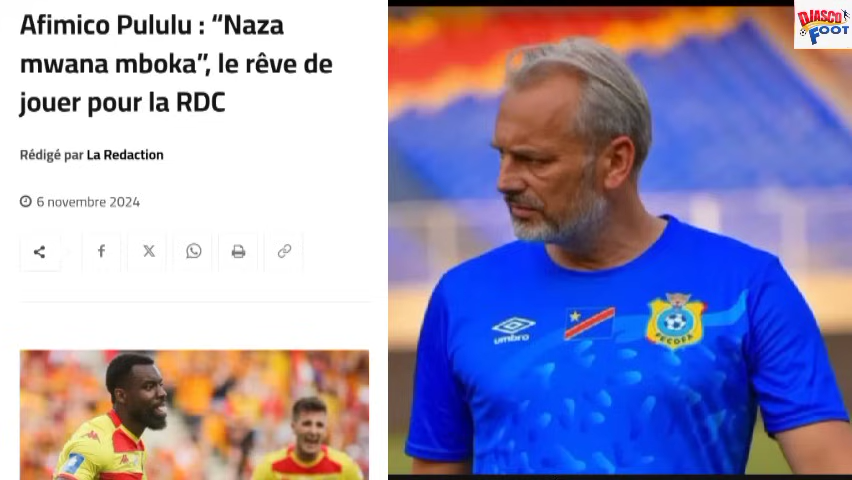 Afimico Pululu : “Naza
mwana mboka”, le rêve de
jouer pour la RDC
Rédigé par La Redaction
6 novembre 2024
DJASCO
FOOT
umbro
FECOFA